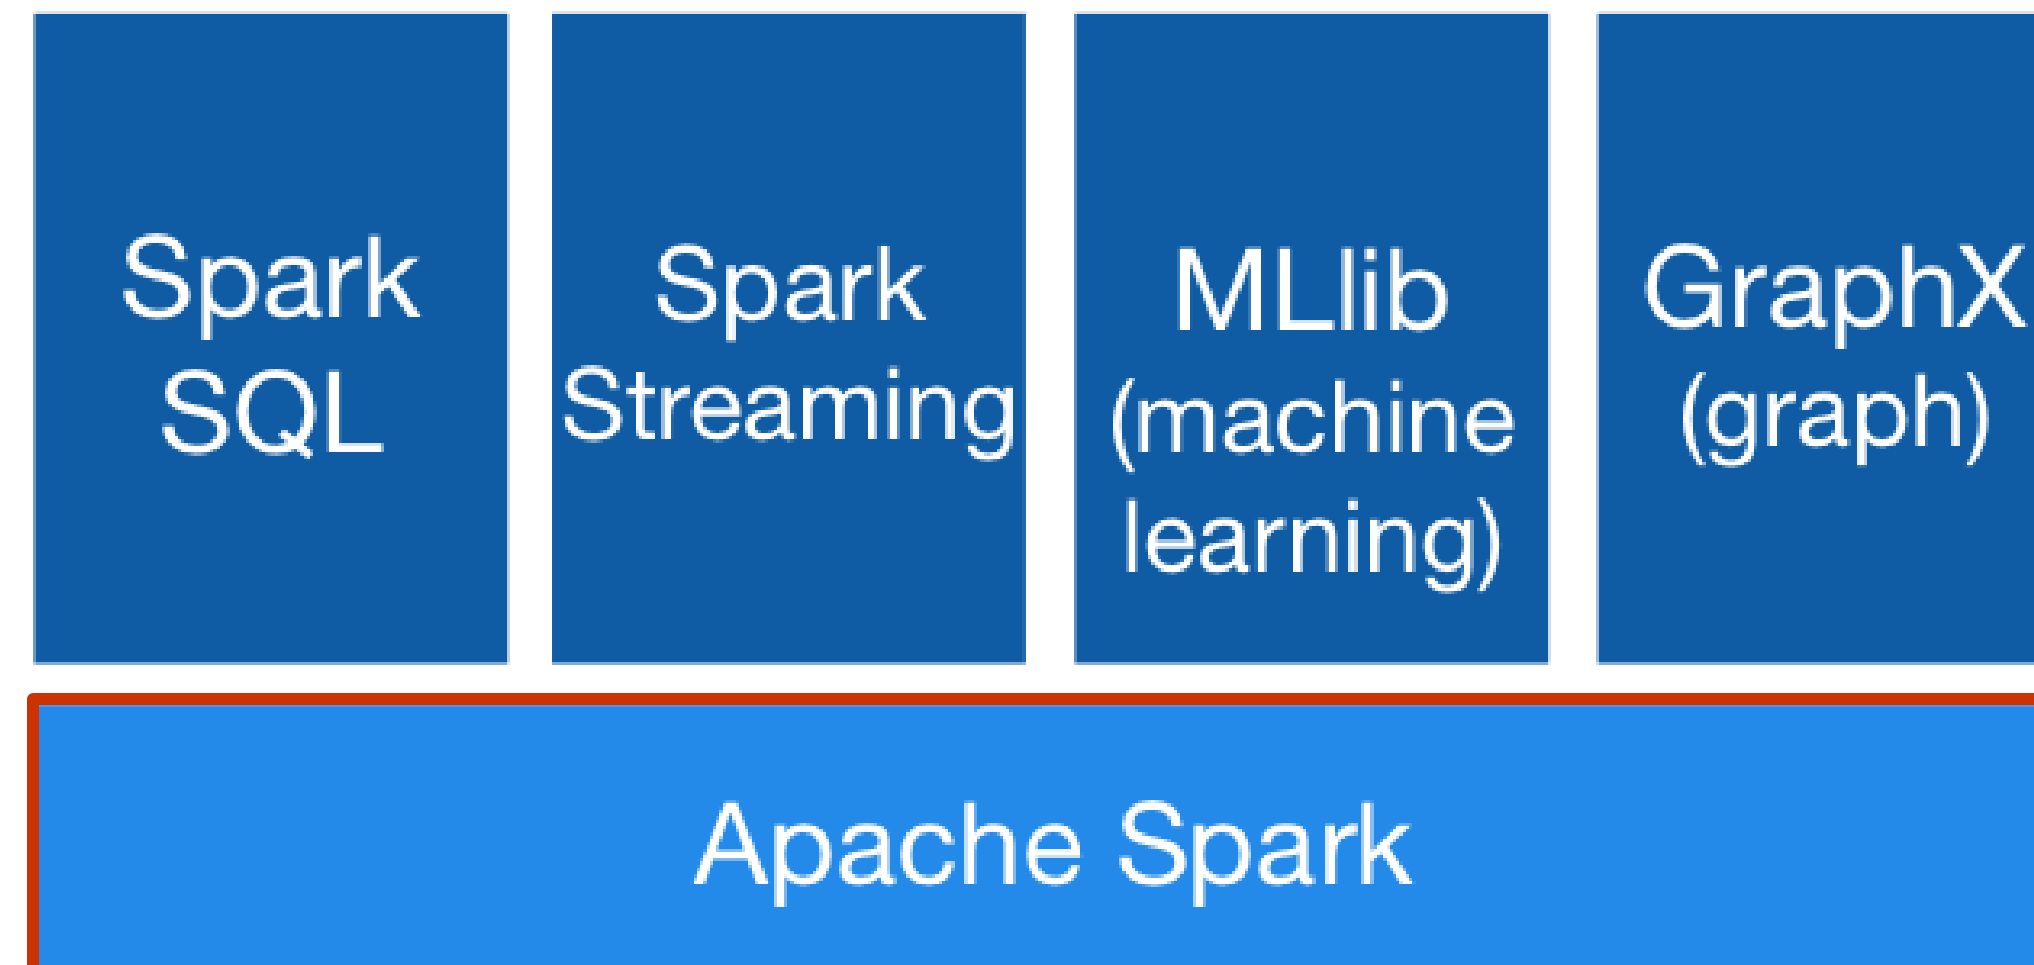 Spark
SQL
Spark
Streaming
MLlib
(machine
learning)
GraphX
(graph)
Apache Spark